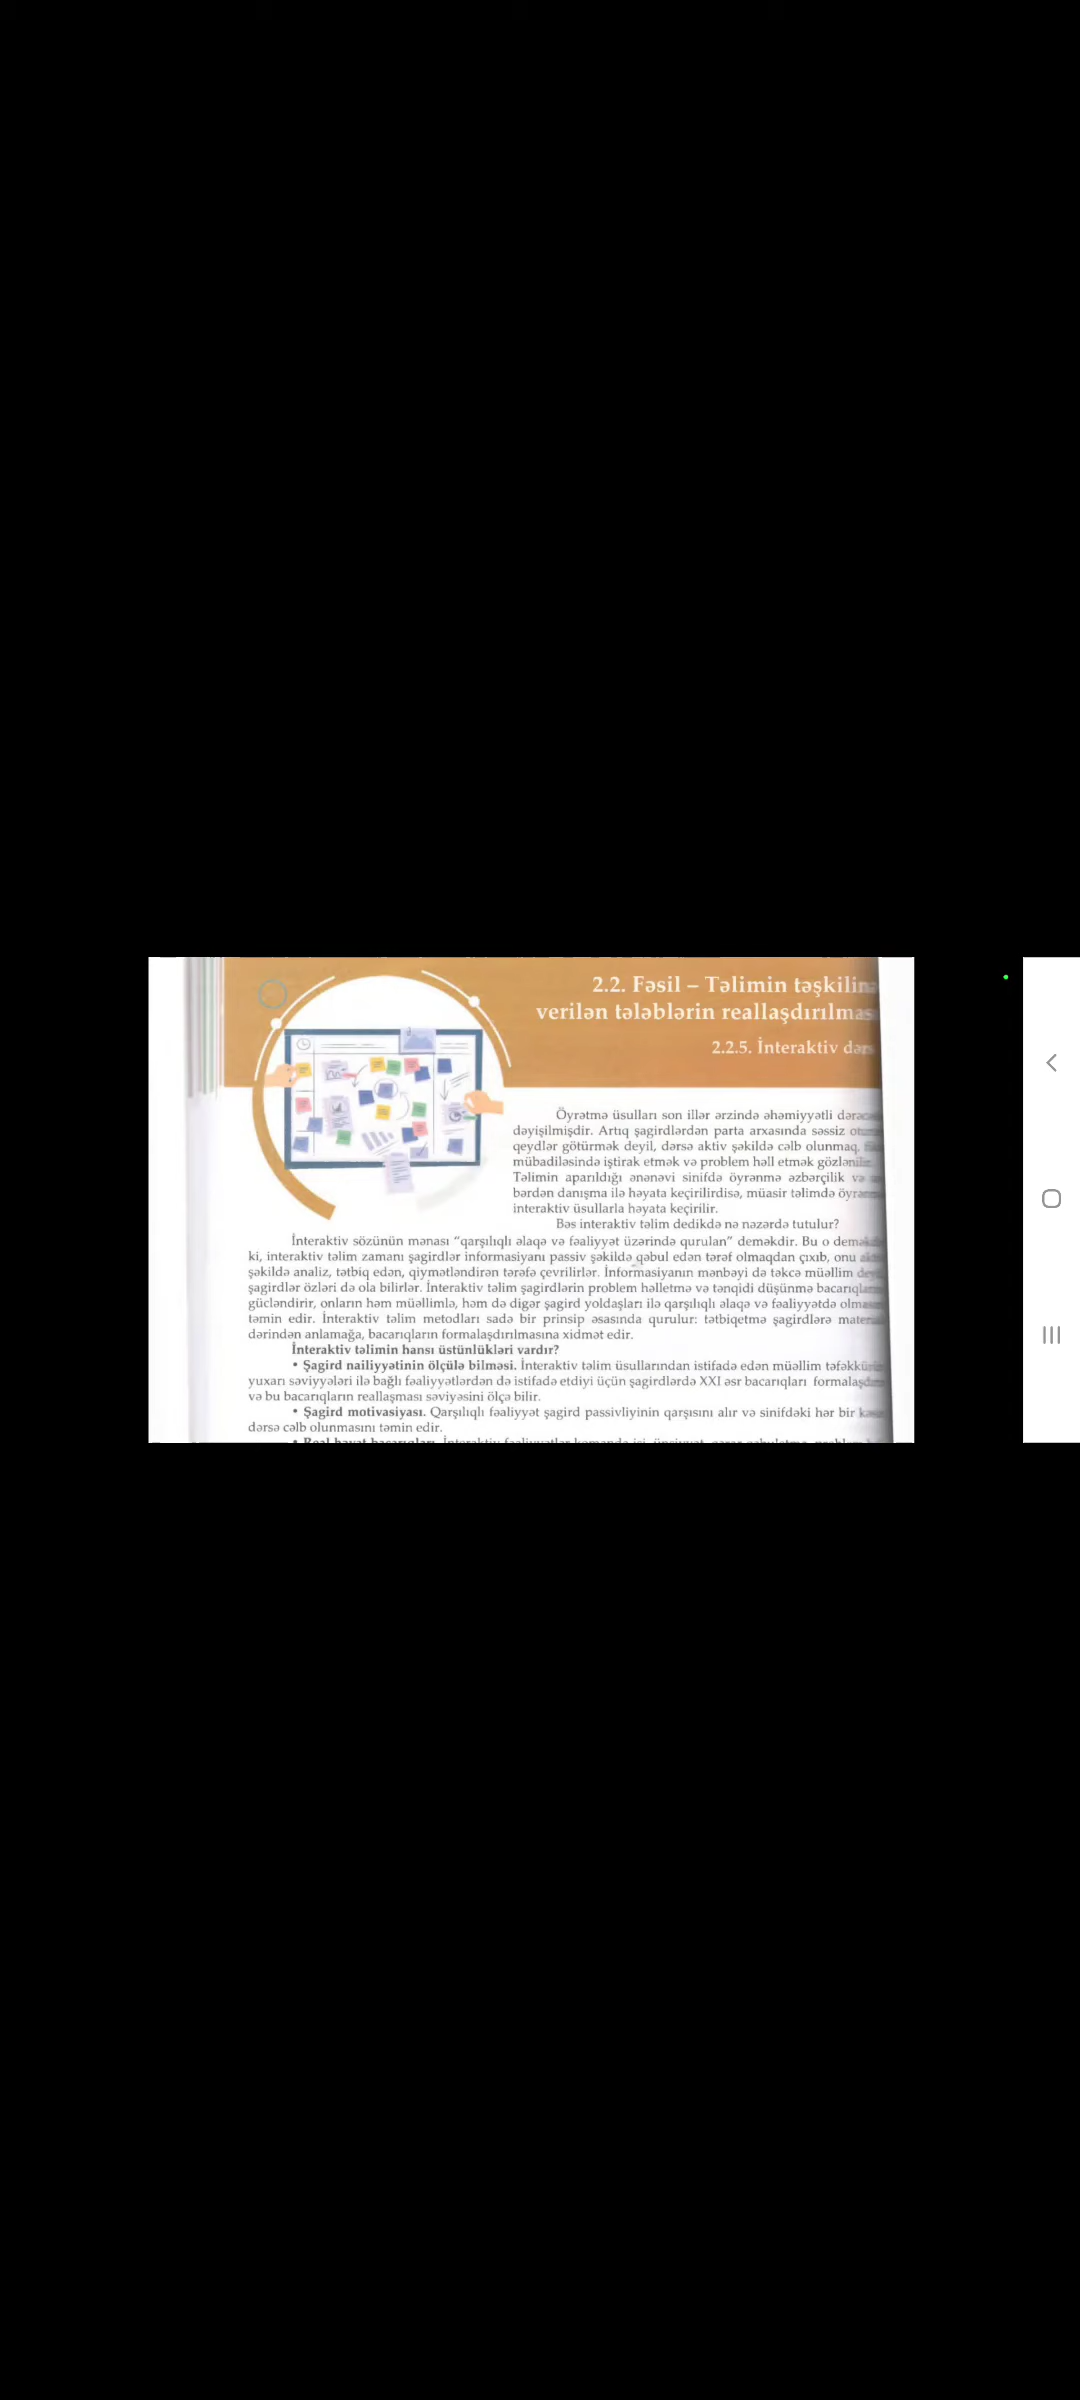 2.2. Fəsil – Təlimin təşkilinə
verilən tələblərin reallaşdırılması
2.2.5. İnteraktiv dərs
Öyrətmə üsulları son illər ərzində əhəmiyyətli
dəyişilmişdir. Artıq şagirdlərdən parta arxasında səssiz
qeydlər götürmək deyil, dərsə aktiv şəkildə cəlb olunmaq,
mübadiləsində iştirak etmək və problem həll etmək gözlənilir.
Təlimin aparıldığı ənənəvi sinifdə öyrənmə əzbərçilik və
bərdən danışma ilə həyata keçirilirdisə, müasir təlimdə
interaktiv üsullarla həyata keçirilir.
Bəs interaktiv təlim dedikdə nə nəzərdə tutulur?
İnteraktiv sözünün mənası “qarşılıqlı əlaqə və fəaliyyət üzərində qurulan” deməkdir. Bu o
ki, interaktiv təlim zamanı şagirdlər informasiyanı passiv şəkildə qəbul edən tərəf olmaqdan çıxıb, onu
şəkildə analiz, tətbiq edən, qiymətləndirən tərəfə çevrilirlər. İnformasiyanın mənbəyi də təkcə müəllim
şagirdlər özləri də ola bilirlər. İnteraktiv təlim şagirdlərin problem həlletmə və tənqidi düşünmə
gücləndirir, onların həm müəllimlə, həm də digər şagird yoldaşları ilə qarşılıqlı əlaqə və fəaliyyətdə
təmin edir. İnteraktiv təlim metodları sadə bir prinsip əsasında qurulur: tətbiqetmə şagirdlərə
dərindən anlamağa, bacarıqların formalaşdırılmasına xidmət edir.
İnteraktiv təlimin hansı üstünlükləri vardır?
• Şagird nailiyyətinin ölçülə bilməsi. İnteraktiv təlim üsullarından istifadə edən müəllim
yuxarı səviyyələri ilə bağlı fəaliyyətlərdən də istifadə etdiyi üçün şagirdlərdə XXI əsr bacarıqları
və bu bacarıqların reallaşması səviyəsini ölçə bilir.
• Şagird motivasiyası. Qarşılıqlı fəaliyyət şagird passivliyinin qarşısını alır və sinifdəki hər bir
dərsə cəlb olunmasını təmin edir.